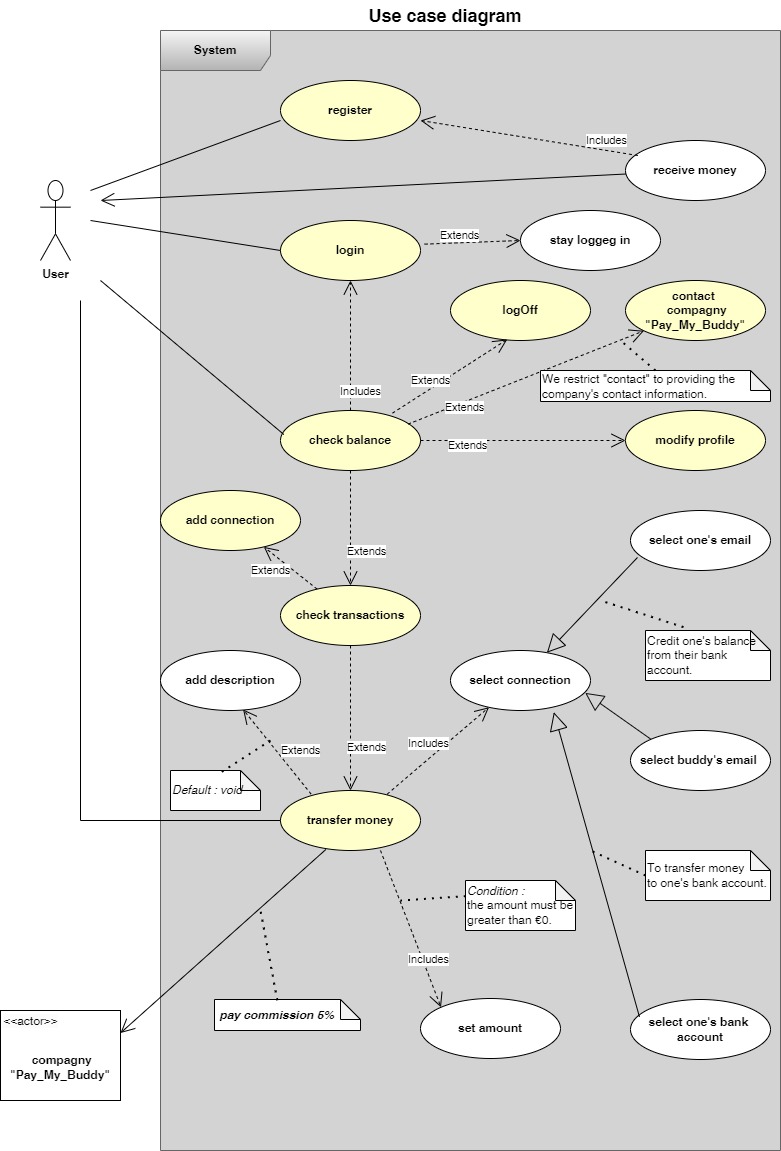 Use case diagram
System
register
Includes
receive money
User
login
Extends
stay loggeg in
logOff
contact
compagny
"Pay_My_Buddy"
Includes
Extends
Extends
We restrict "contact" to providing the
company's contact information.
check balance
Extends
modify profile
add connection
Extends
Extends
select one's email
check transactions
Credit one's balance
from their bank
account.
add description
select connection
Extends
Extends
Includes
select buddy's email
Default : void
transfer money
To transfer money
to one's bank account.
Condition :
the amount must be
greater than €0.
Includes
pay commission 5%
set amount
select one's bank
account
<<actor>>
compagny
"Pay_My_Buddy"